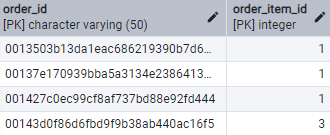 order_id order_item_id
[PK] character varying (50) [PK] integer
0013503b13da1eac686219390b7d6... 1
00137e170939bba5a3134e2386413... 1
001427c0ec99cf8af737bd88e92fd444 1
00143d0f86d6fbd9f9b38ab440ac16f5 3